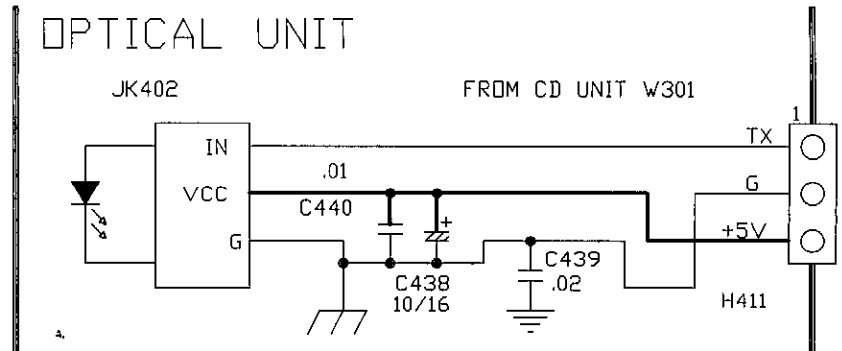 OPTICAL UNIT
JK402
FROM CD UNIT W301
1
TX
IN
.01
VCC
C440
G
+
+5V
G
C439
C438
.02
10/16
H411